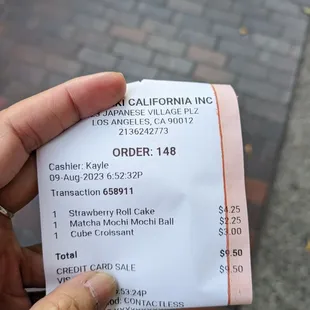 CALIFORNIA INC
JAPANESE VILLAGE PLZ
LOS ANGELES, CA 90012
2136242773
ORDER: 148
Cashier: Kayle
09-Aug-2023 6:52:32P
Transaction 658911
1 Strawberry Roll Cake $4.25
1 Matcha Mochi Mochi Ball $2.25
1 Cube Croissant $3.00
Total $9.50
CREDIT CARD SALE $9.50
CONTACTLESS